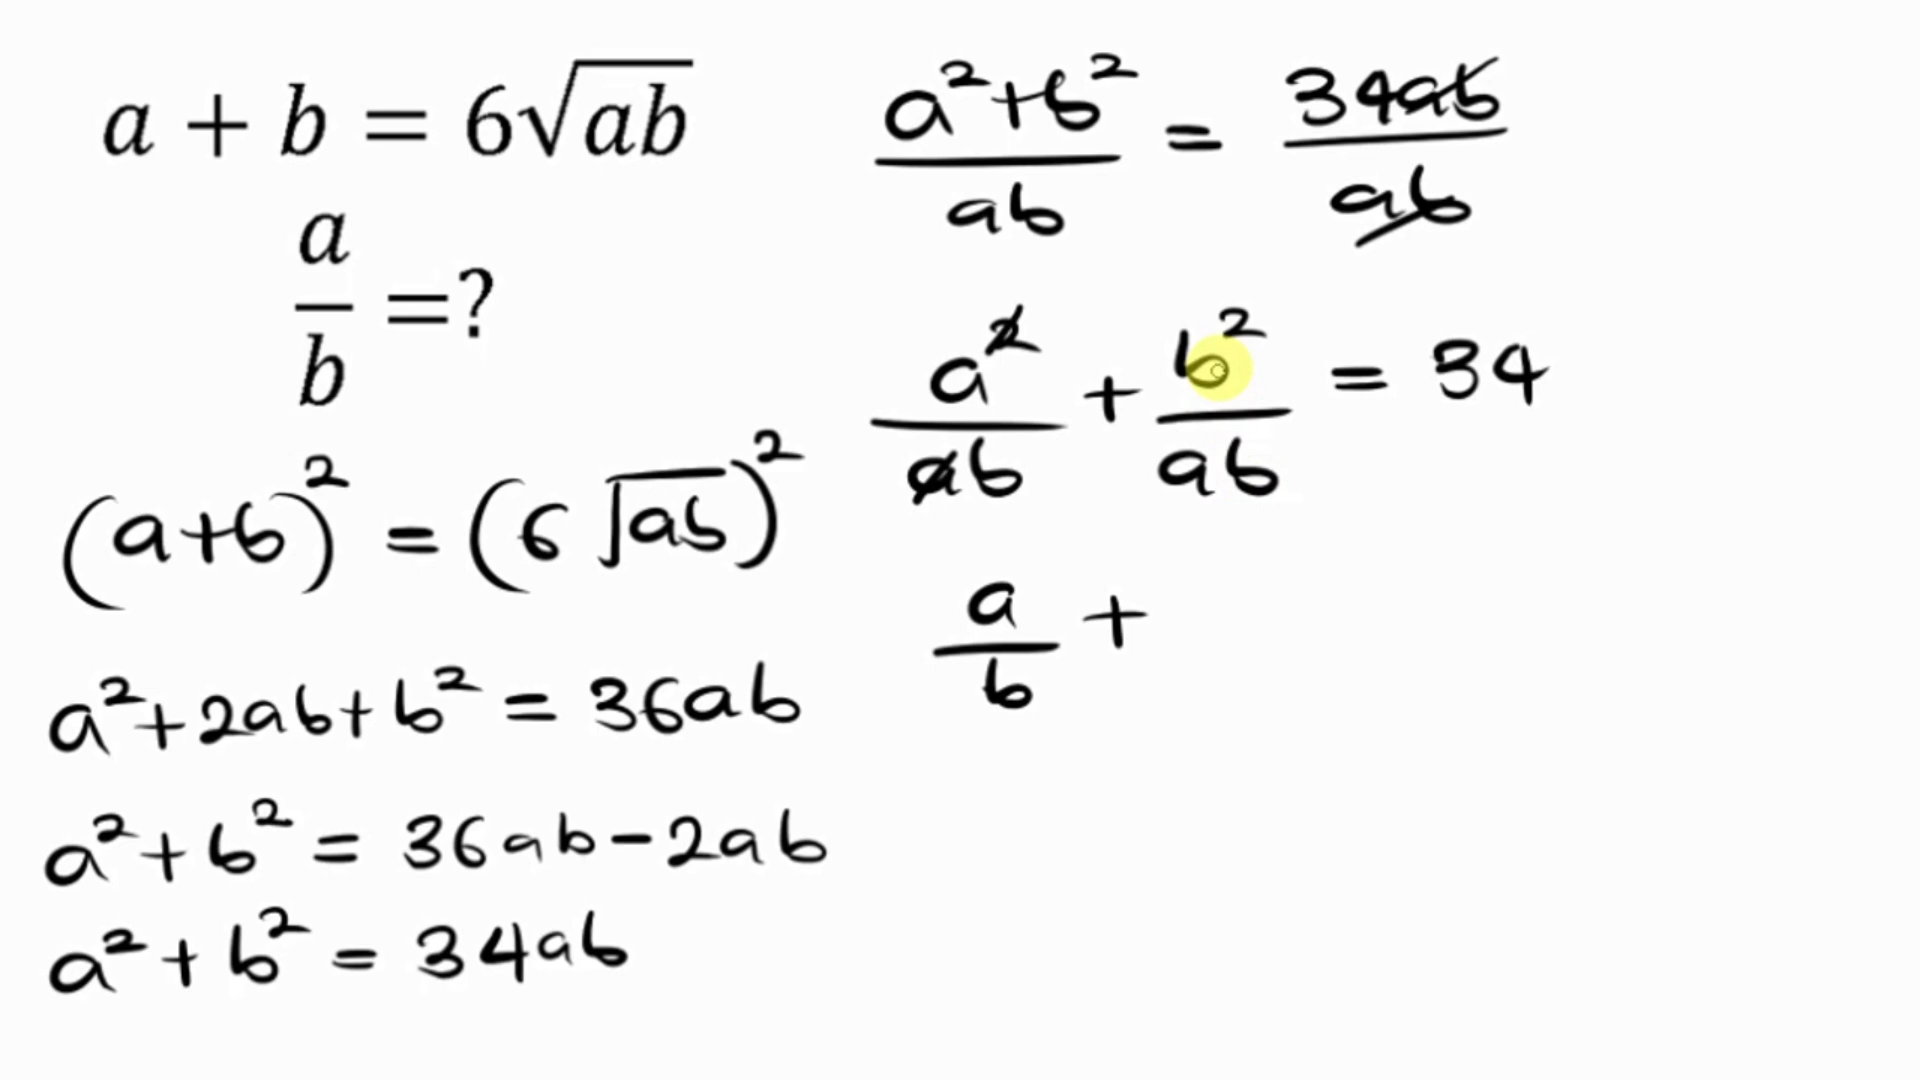 a + b = 6√ab
a/b =?
(a+b)² = (6√ab)²
a²+2ab+b² = 36ab
a²+b² = 36ab-2ab
a²+b² = 34ab
a²+b²/ab = 34ab/ab
a²/ab + b²/ab = 34
a/b +